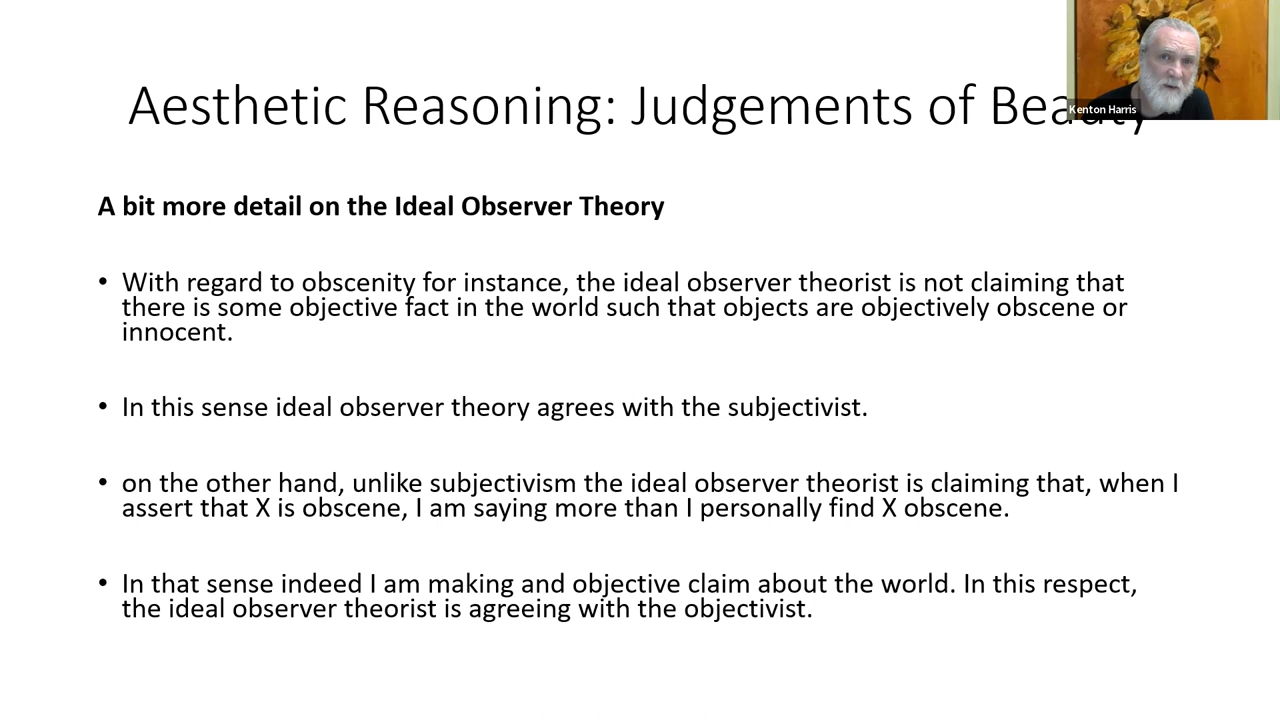 Aesthetic Reasoning: Judgements of Beauty
Kenton Harris
A bit more detail on the Ideal Observer Theory
• With regard to obscenity for instance, the ideal observer theorist is not claiming that
there is some objective fact in the world such that objects are objectively obscene or
innocent.
• In this sense ideal observer theory agrees with the subjectivist.
• on the other hand, unlike subjectivism the ideal observer theorist is claiming that, when I
assert that X is obscene, I am saying more than I personally find X obscene.
• In that sense indeed I am making and objective claim about the world. In this respect,
the ideal observer theorist is agreeing with the objectivist.